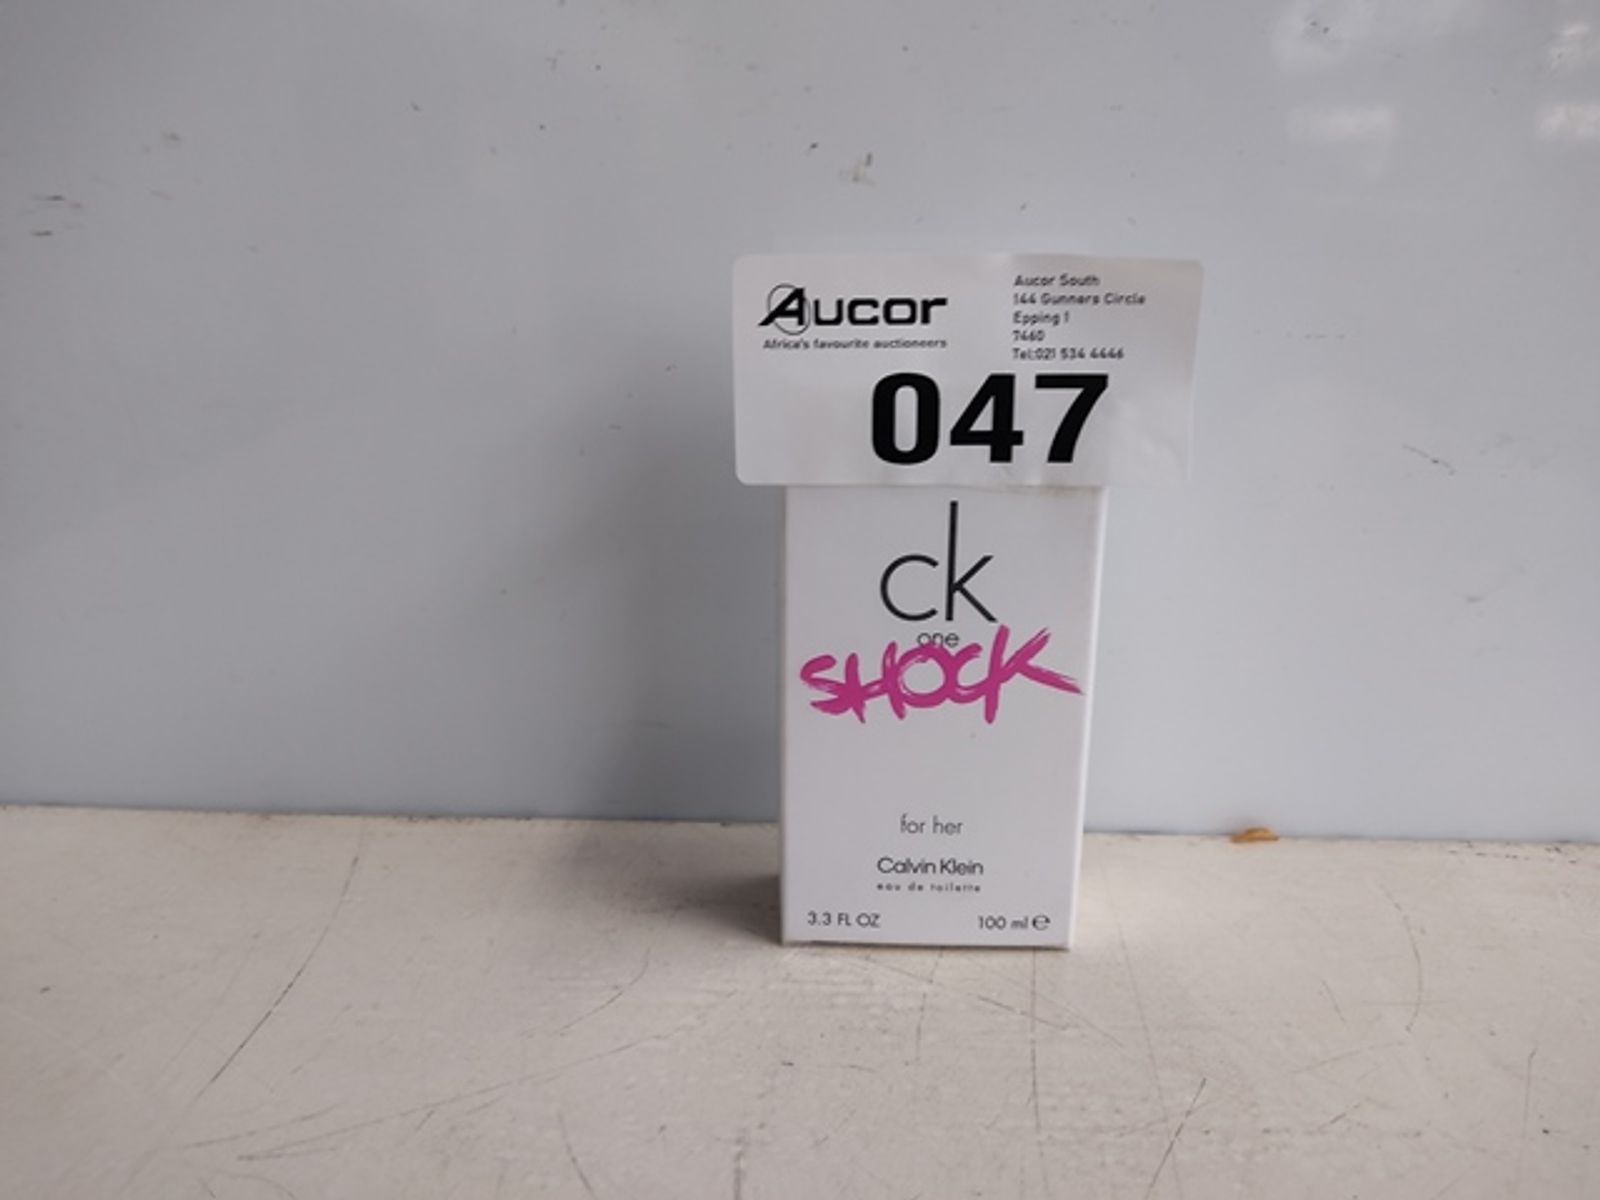 Aucor
Africa's favourite auctioneers
Aucor South
144 Gunners Circle
Epping 1
7460
Tel:021 534 4446
047
ck
one
SHOCK
for her
Calvin Klein
eau de toilette
3.3 FL OZ 100 ml ℮